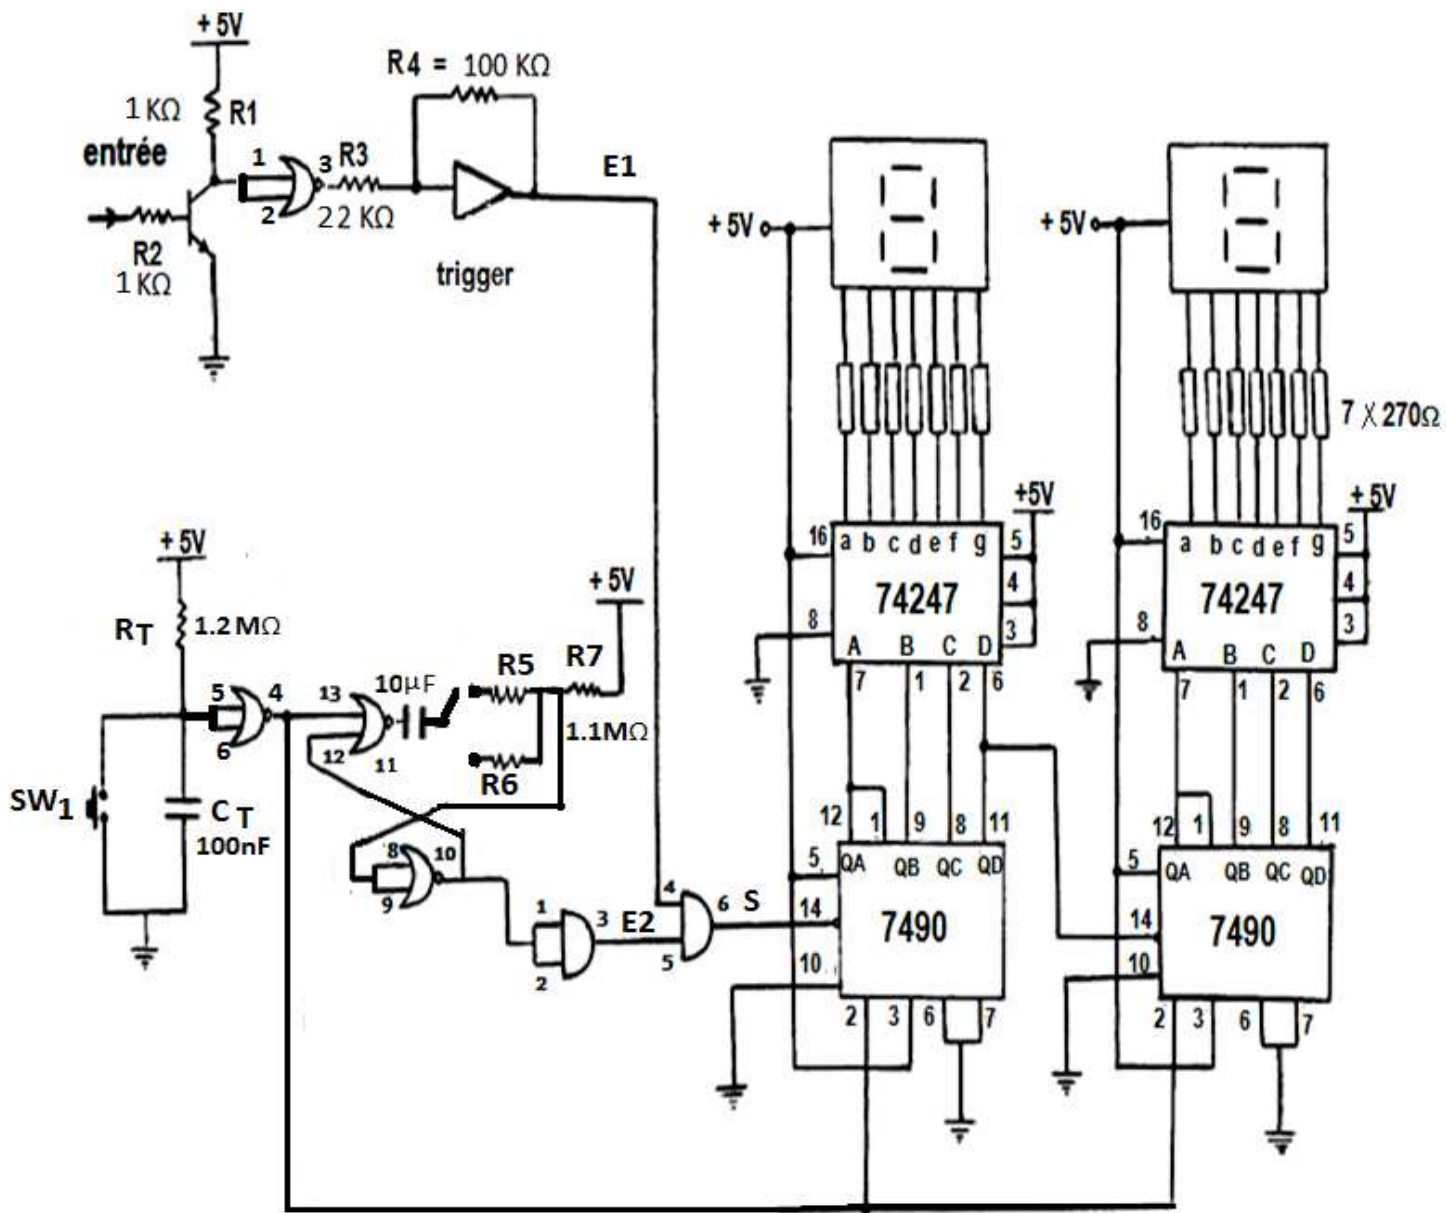 + 5V
R4 = 100 KΩ
1 KΩ
R1
entrée
1
2
3
R3
22 KΩ
R2
1 KΩ
trigger
E1
+ 5V
+ 5V
7 X 270Ω
+5V
+ 5V
16
a b c d e f g
5
74247
4
8
3
A B C D
7
1
2
6
16
a b c d e f g
5
74247
4
8
3
A B C D
7
1
2
6
+ 5V
RT
1.2 MΩ
+ 5V
5
6
4
13
12
11
10µF
R5
R7
1.1MΩ
R6
SW1
CT
100nF
8
9
10
1
2
3
E2
4
5
6
S
12
1
9
8
11
5
QA QB QC QD
14
7490
10
2
3
6
7
12
1
9
8
11
5
QA QB QC QD
14
7490
10
2
3
6
7